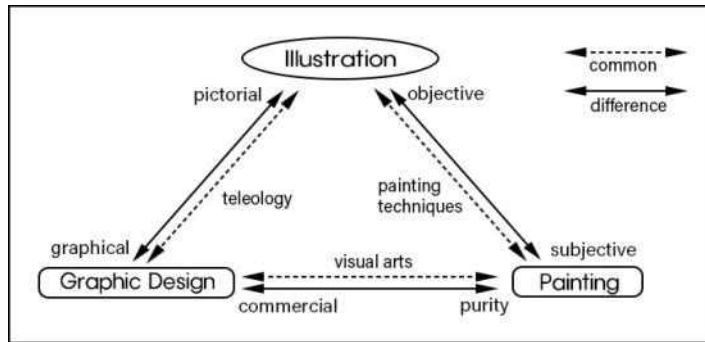 Illustration
common
pictorial
objective
difference
teleology
painting
techniques
graphical
visual arts
subjective
Graphic Design
Painting
commercial
purity